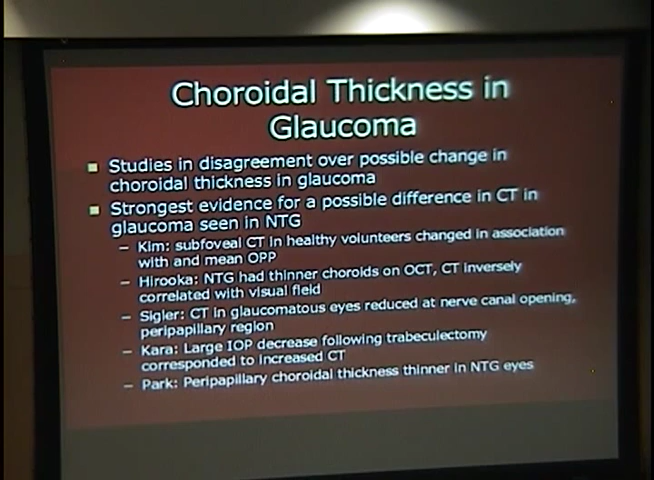 Choroidal Thickness in
Glaucoma
Studies in disagreement over possible change in
choroidal thickness in glaucoma
Strongest evidence for a possible difference in CT in
glaucoma seen in NTG
– Kim: subfoveal CT in healthy volunteers changed in association
with and mean OPP
– Hirooka: NTG had thinner choroids on OCT, CT inversely
correlated with visual field
– Sigler: CT in glaucomatous eyes reduced at nerve canal opening,
peripapillary region
– Kara: Large IOP decrease following trabeculectomy
corresponded to increased CT
– Park: Peripapillary choroidal thickness thinner in NTG eyes